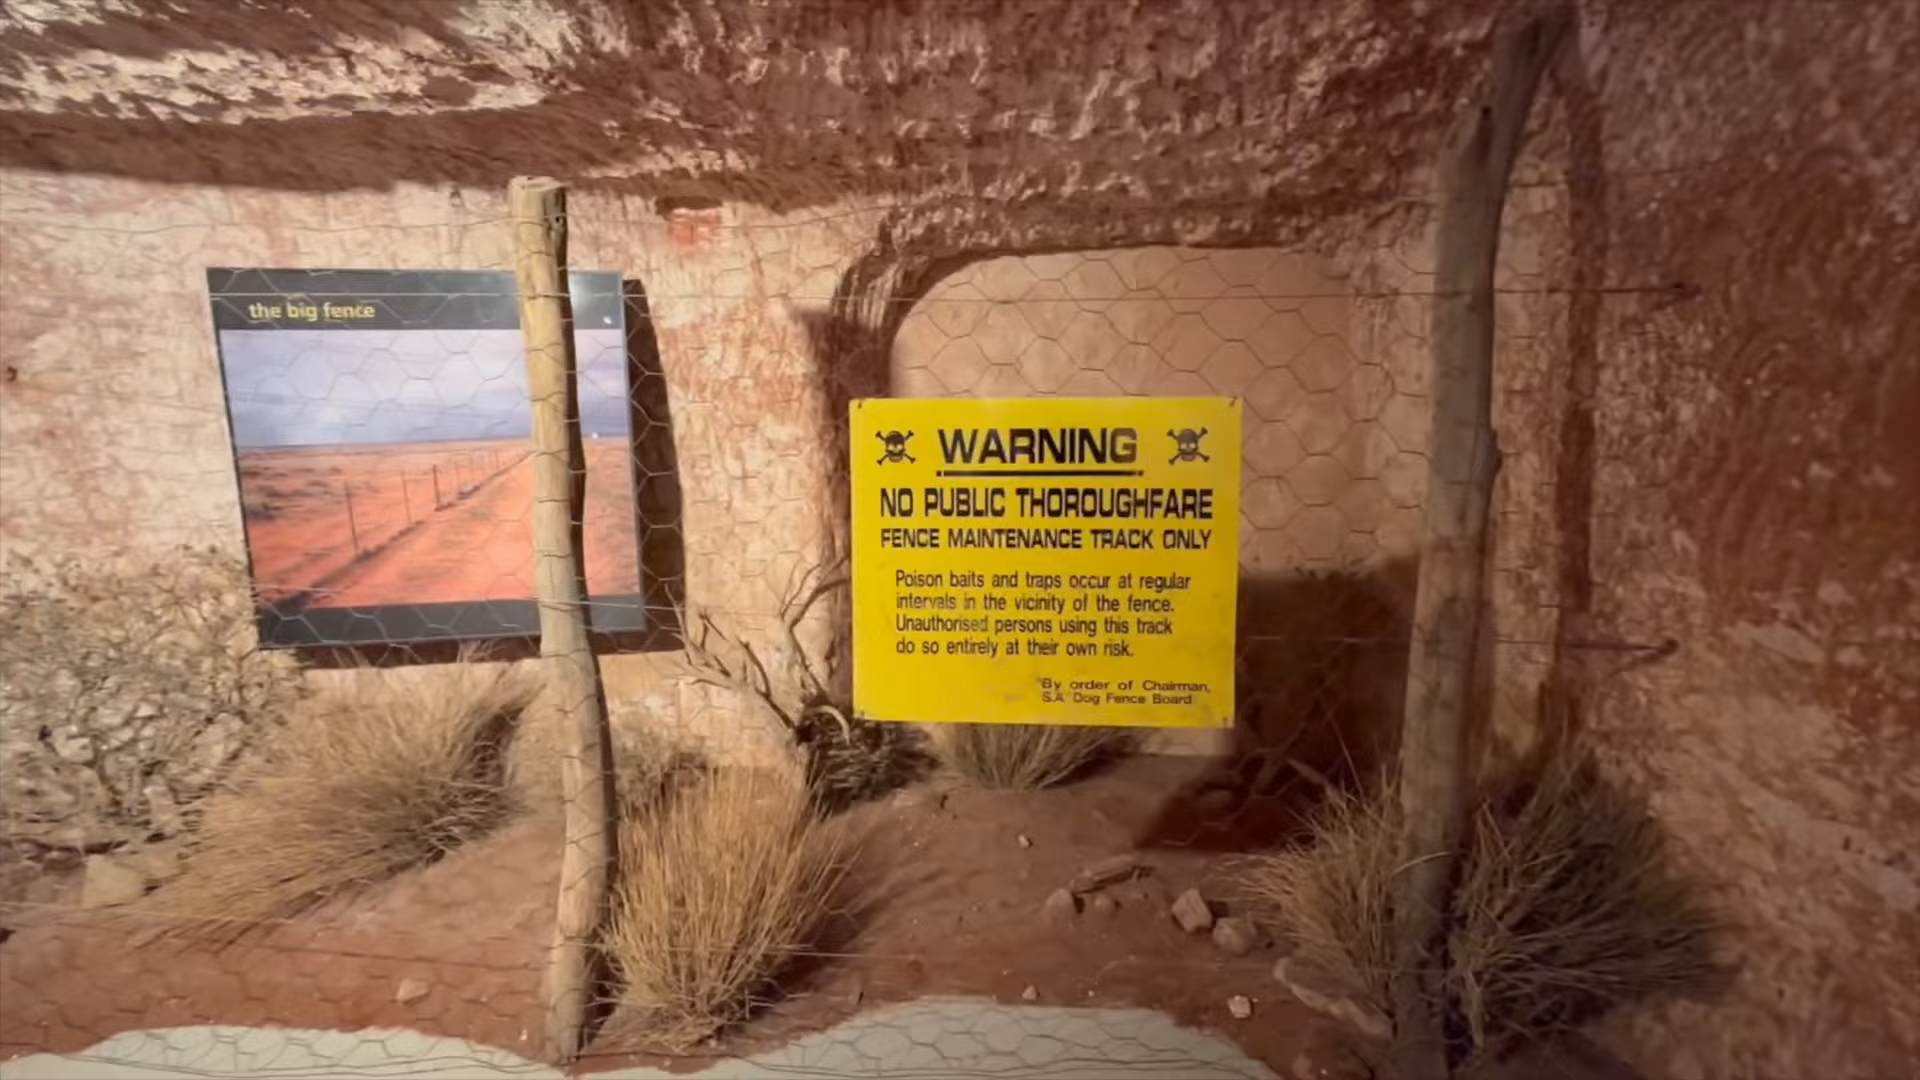 the big fence
WARNING
NO PUBLIC THOROUGHFARE
FENCE MAINTENANCE TRACK ONLY
Poison baits and traps occur at regular
intervals in the vicinity of the fence.
Unauthorised persons using this track
do so entirely at their own risk.
By order of Chairman,
S.A. Dog Fence Board